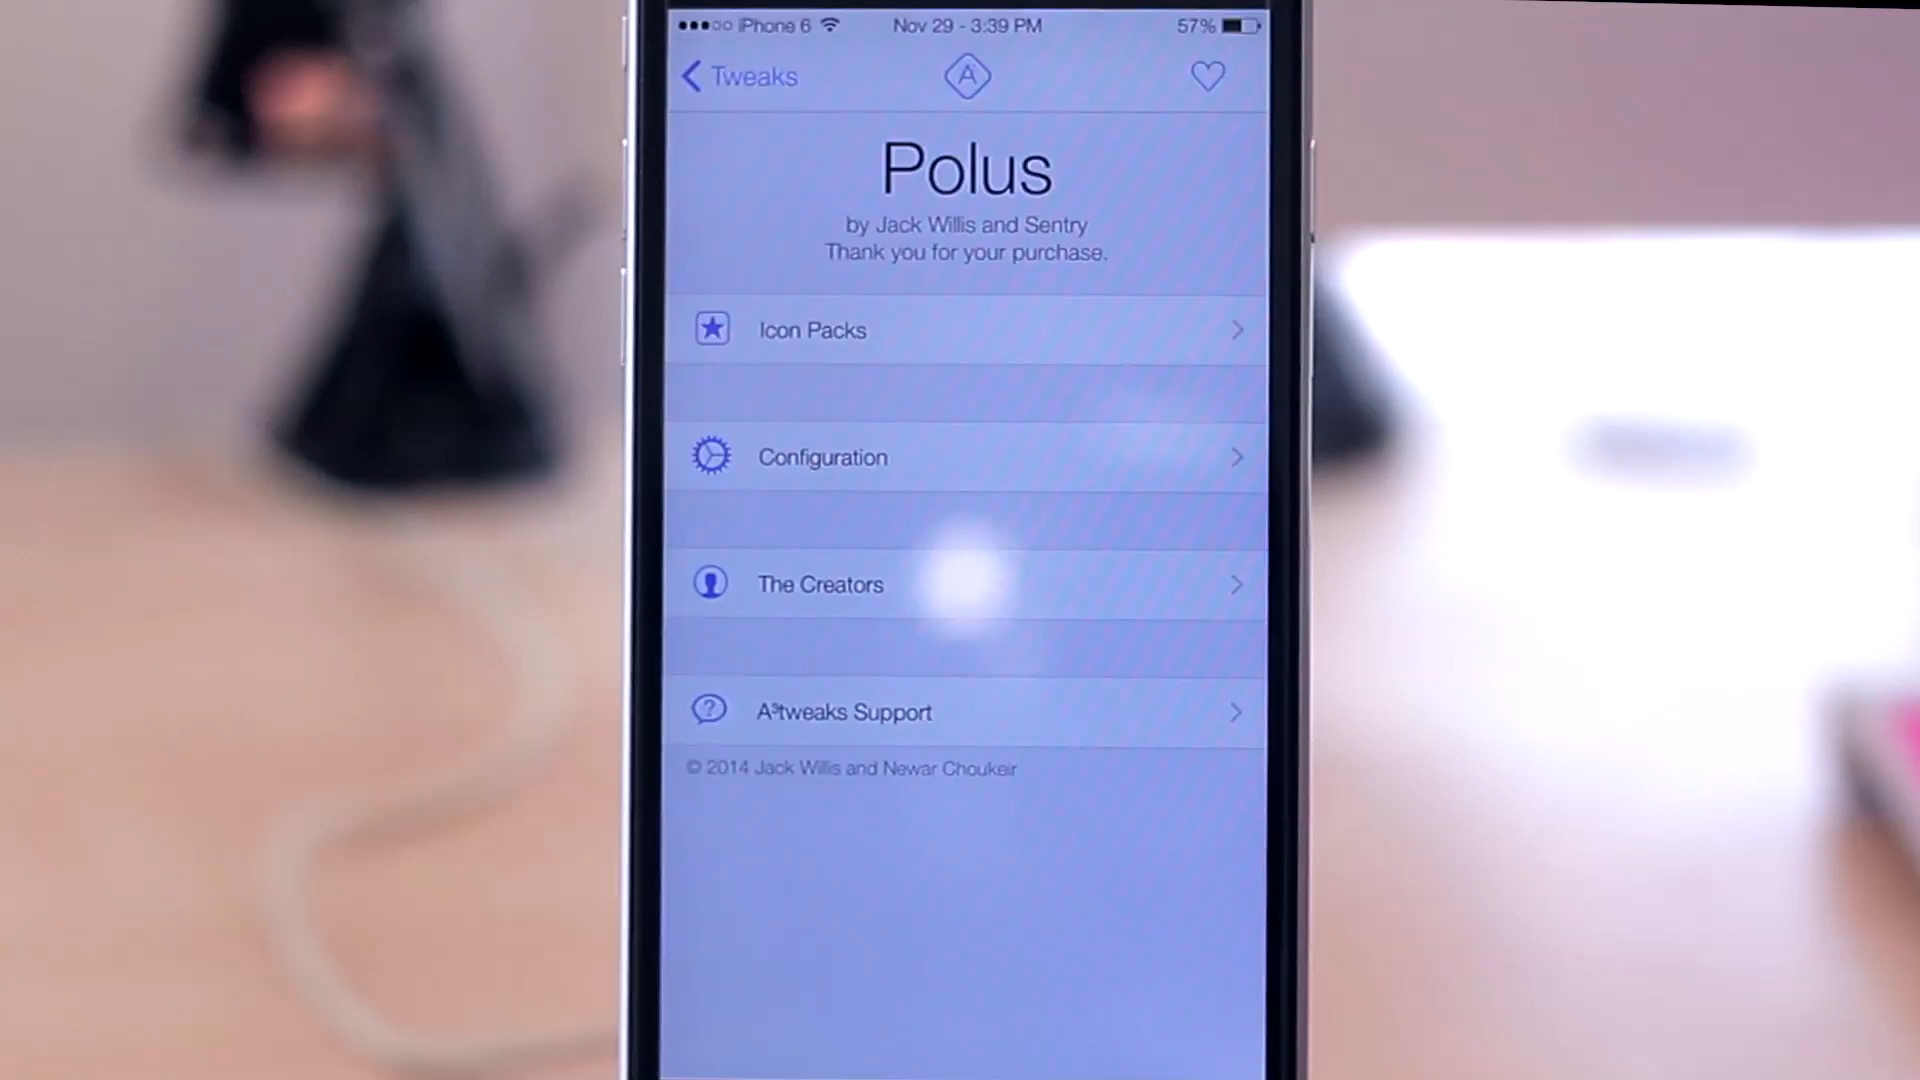 iPhone 6 Nov 29 - 3:39 PM 57%
Tweaks A
Polus
by Jack Willis and Sentry
Thank you for your purchase.
Icon Packs
Configuration
The Creators
A³tweaks Support
© 2014 Jack Willis and Newar Choukeir